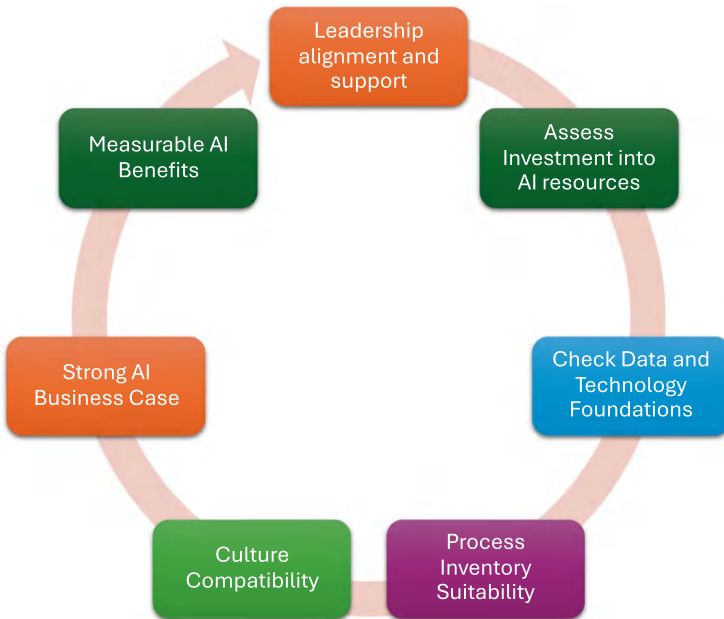 Leadership
alignment and
support
Assess
Investment into
AI resources
Check Data and
Technology
Foundations
Process
Inventory
Suitability
Culture
Compatibility
Strong AI
Business Case
Measurable AI
Benefits